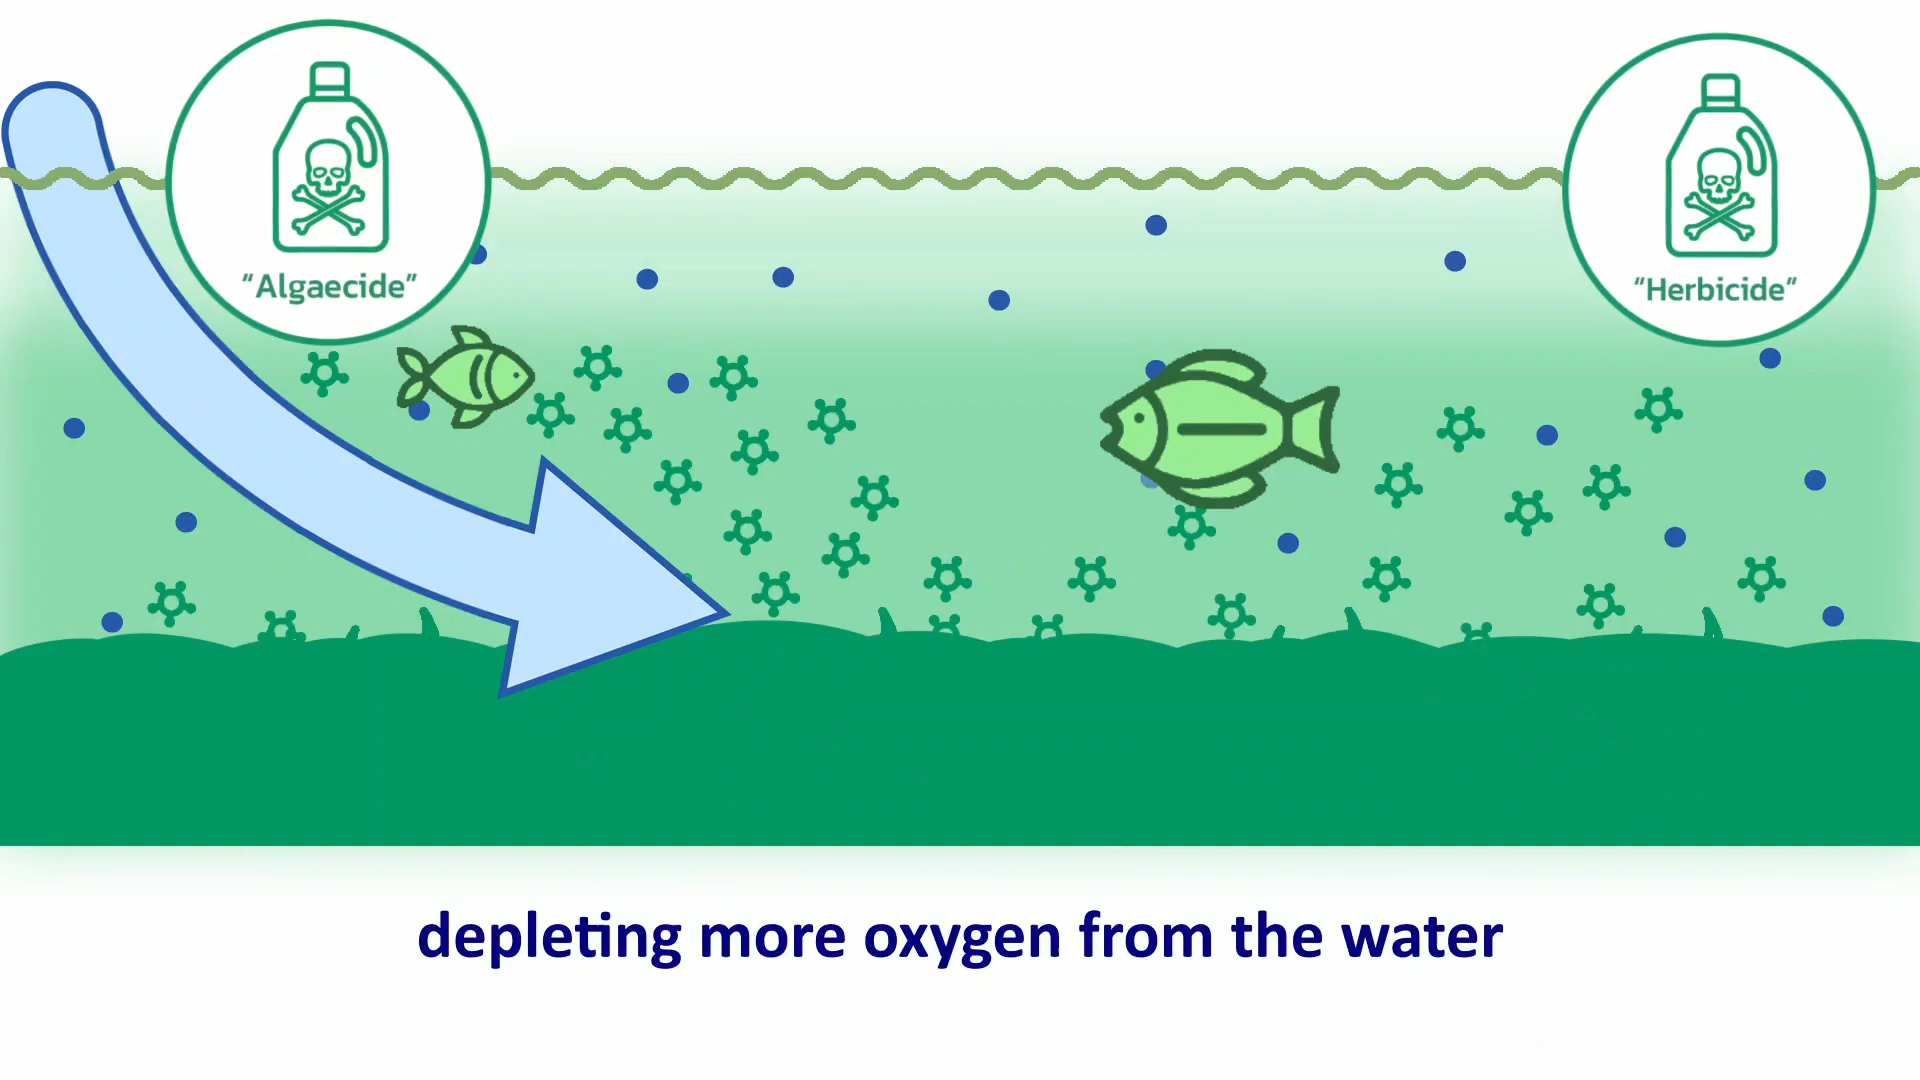 “Algaecide”
“Herbicide”
depleting more oxygen from the water